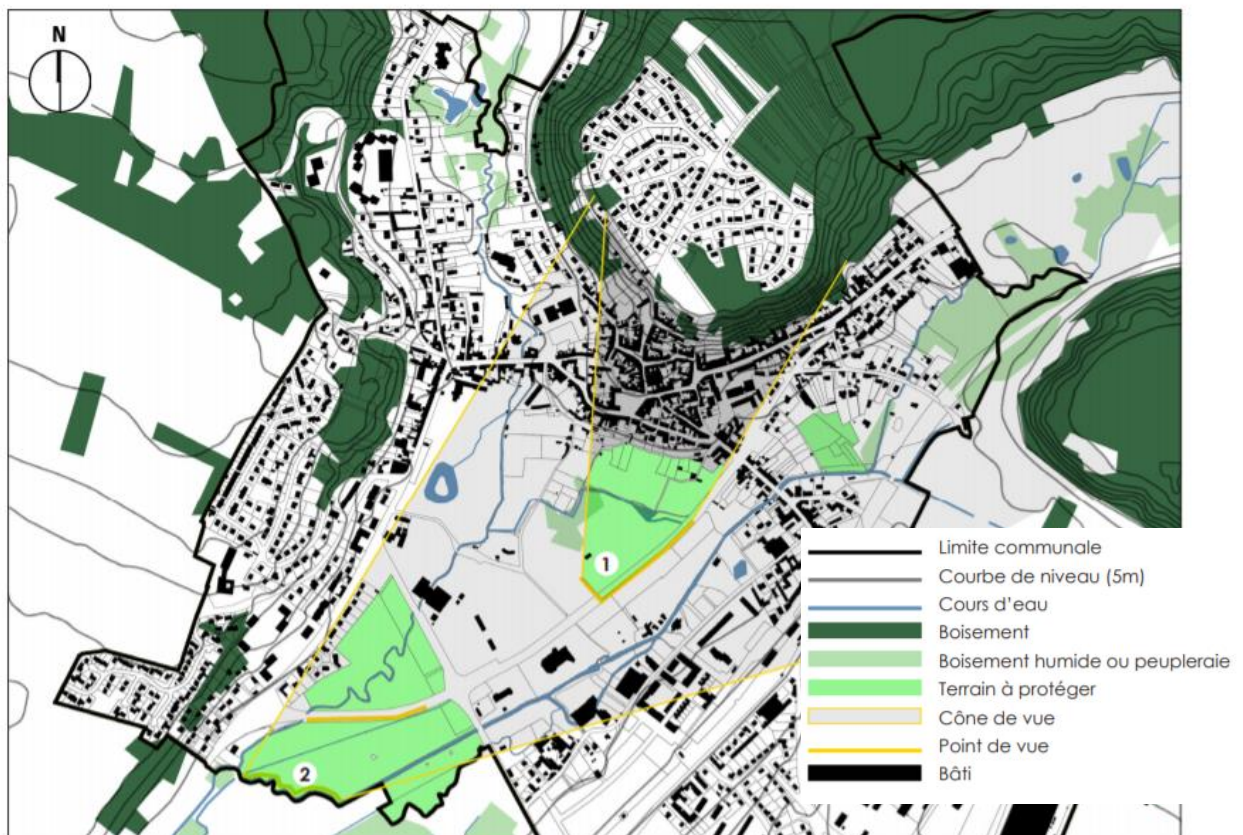 N
1
2
Limite communale
Courbe de niveau (5m)
Cours d'eau
Boisement
Boisement humide ou peupleraie
Terrain à protéger
Cône de vue
Point de vue
Bâti